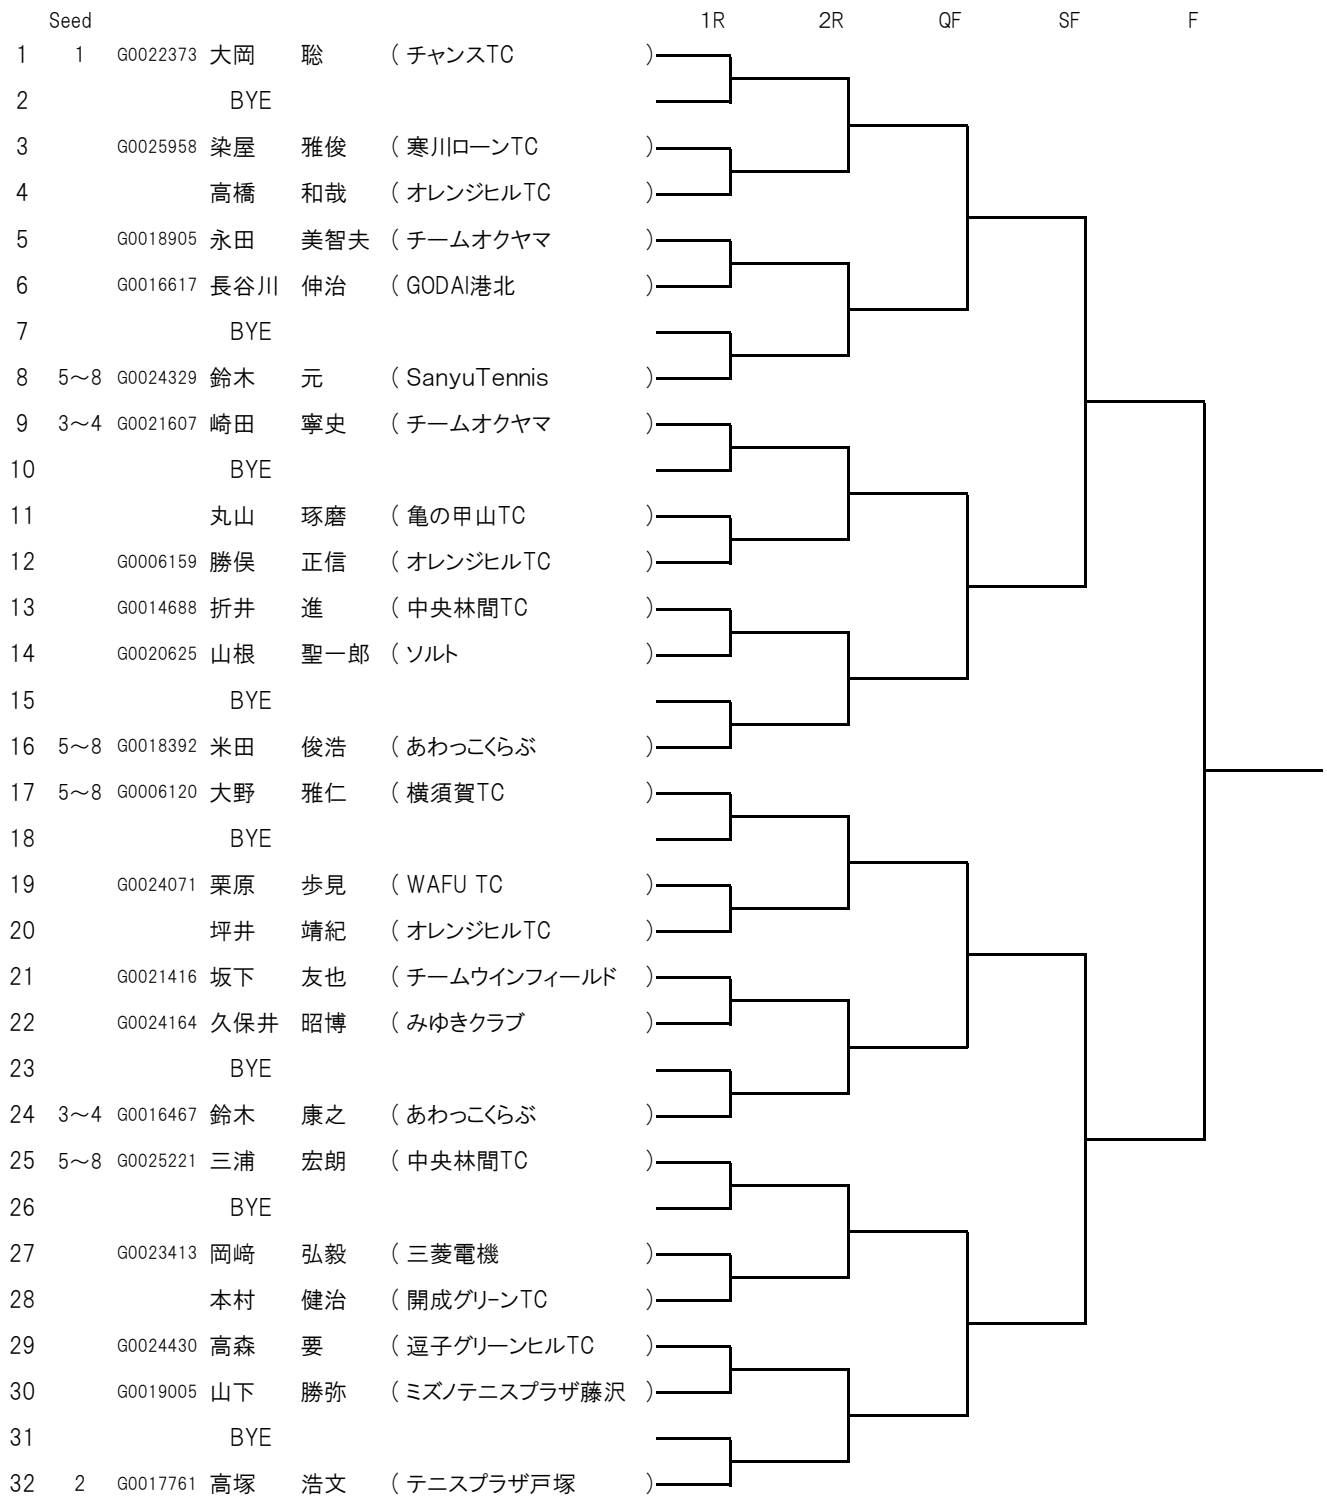 Seed 1R 2R QF SF F
1 1 G0022373 大岡 聡 ( チャンスTC )
2 BYE
3 G0025958 染屋 雅俊 ( 寒川ローンTC )
4 高橋 和哉 ( オレンジヒルTC )
5 G0018905 永田 美智夫 ( チームオクヤマ )
6 G0016617 長谷川 伸治 ( GODAI港北 )
7 BYE
8 5～8 G0024329 鈴木 元 ( SanyuTennis )
9 3～4 G0021607 崎田 寧史 ( チームオクヤマ )
10 BYE
11 丸山 琢磨 ( 亀の甲山TC )
12 G0006159 勝俣 正信 ( オレンジヒルTC )
13 G0014688 折井 進 ( 中央林間TC )
14 G0020625 山根 聖一郎 ( ソルト )
15 BYE
16 5～8 G0018392 米田 俊浩 ( あわっこくらぶ )
17 5～8 G0006120 大野 雅仁 ( 横須賀TC )
18 BYE
19 G0024071 栗原 歩見 ( WAFU TC )
20 坪井 靖紀 ( オレンジヒルTC )
21 G0021416 坂下 友也 ( チームウインフィールド )
22 G0024164 久保井 昭博 ( みゆきクラブ )
23 BYE
24 3～4 G0016467 鈴木 康之 ( あわっこくらぶ )
25 5～8 G0025221 三浦 宏朗 ( 中央林間TC )
26 BYE
27 G0023413 岡﨑 弘毅 ( 三菱電機 )
28 本村 健治 ( 開成グリーンTC )
29 G0024430 高森 要 ( 逗子グリーンヒルTC )
30 G0019005 山下 勝弥 ( ミズノテニスプラザ藤沢 )
31 BYE
32 2 G0017761 高塚 浩文 ( テニスプラザ戸塚 )